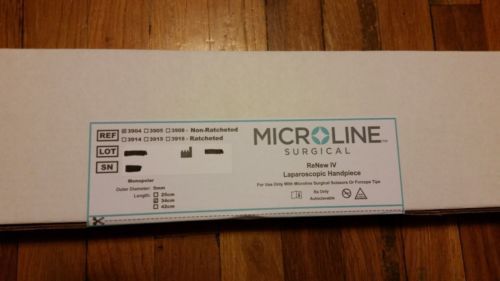 REF 3904 3905 3906 - Non-Ratcheted
3914 3915 3916 - Ratcheted
LOT
SN
Monopolar
Outer Diameter: 5mm
Length: 25cm
34cm
42cm
MICROLINE
SURGICAL
ReNew IV
Laparoscopic Handpiece
For Use Only With Microline Surgical Scissors Or Forceps Tips
Rx Only
Autoclavable